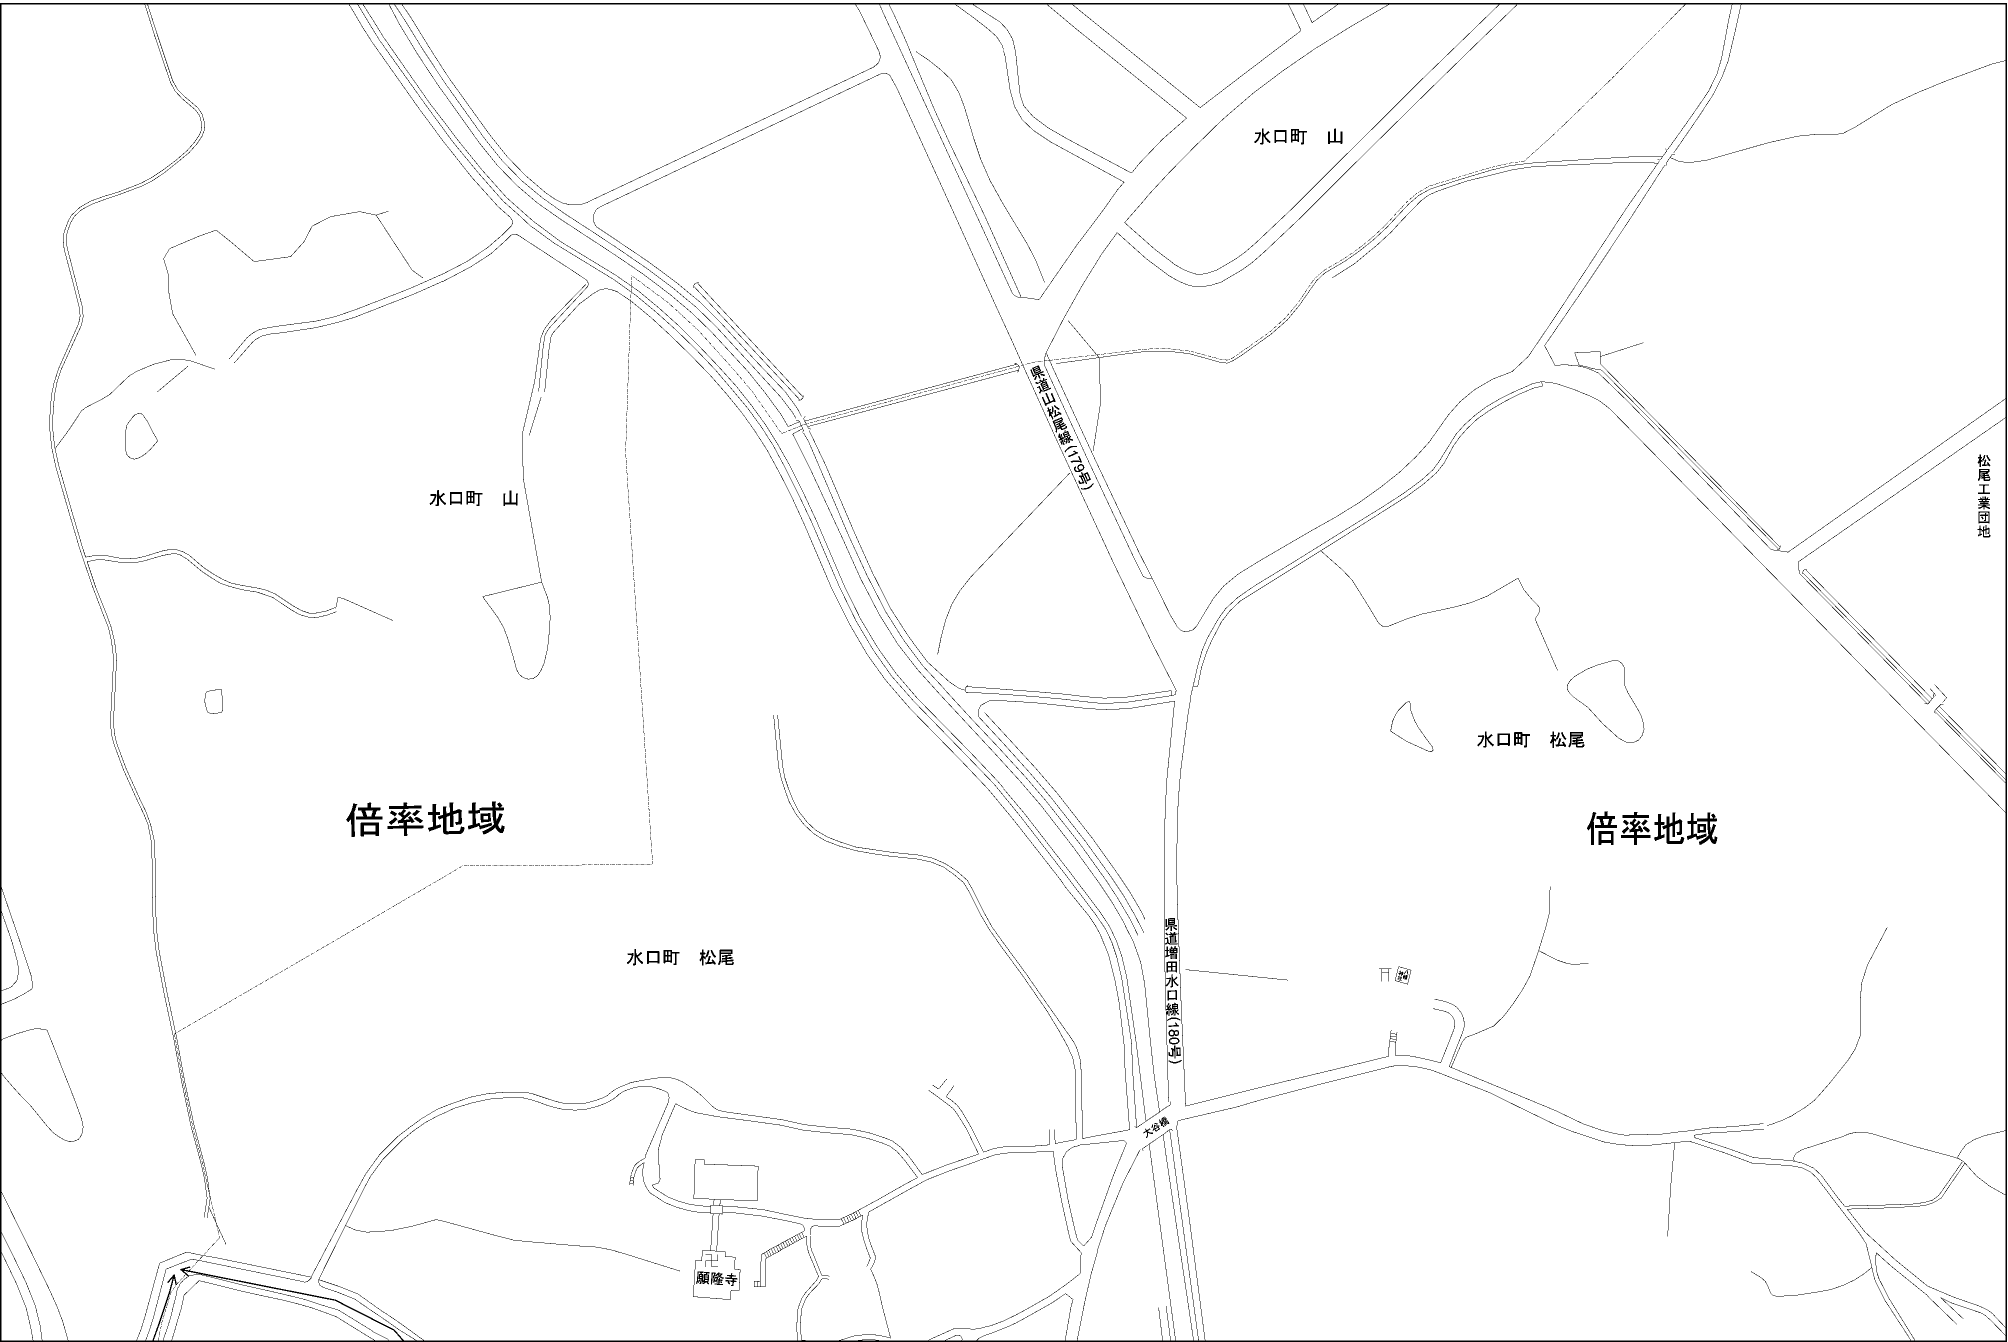 水口町　山
県道山松尾線(179号)
松尾工業団地
水口町　山
水口町　松尾
倍率地域
倍率地域
水口町　松尾
県道増田水口線(180号)
大谷橋
願隆寺